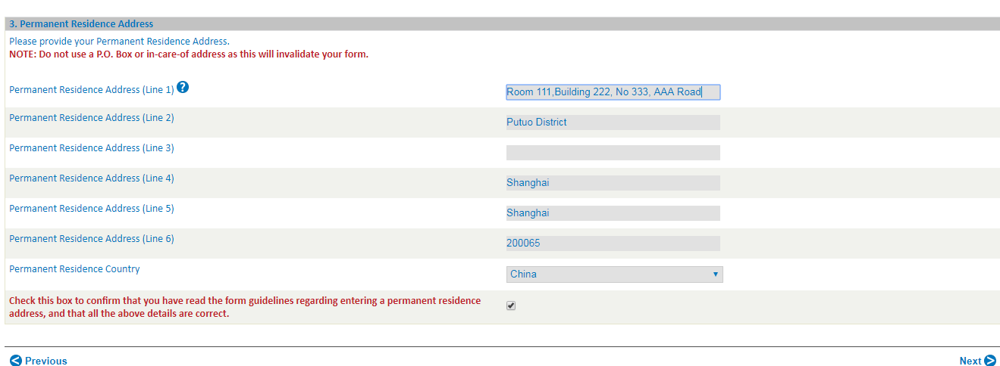 3. Permanent Residence Address
Please provide your Permanent Residence Address.
NOTE: Do not use a P.O. Box or in-care-of address as this will invalidate your form.
Permanent Residence Address (Line 1) ?
Room 111,Building 222, No 333, AAA Road
Permanent Residence Address (Line 2)
Putuo District
Permanent Residence Address (Line 3)
Permanent Residence Address (Line 4)
Shanghai
Permanent Residence Address (Line 5)
Shanghai
Permanent Residence Address (Line 6)
200065
Permanent Residence Country
China
Check this box to confirm that you have read the form guidelines regarding entering a permanent residence
address, and that all the above details are correct.
Previous
Next